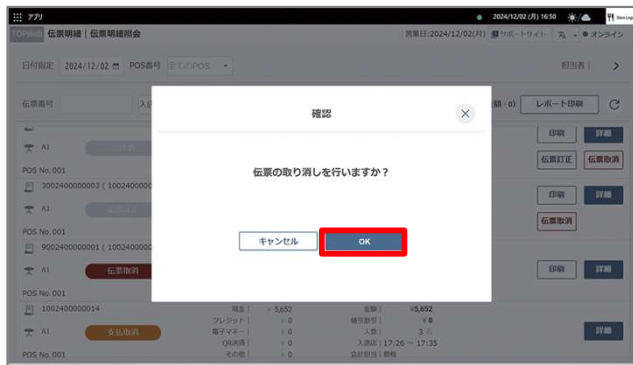 アプリ
2024/12/02 (月) 16:50
TOPHub 伝票明細 | 伝票明細照会
営業日:2024/12/02(月) サポートサイト オンライン
日付指定 2024/12/02 POS番号 全てのPOS 担当者 |
伝票番号 レポート印刷
確認
伝票の取り消しを行いますか？
キャンセル OK
印刷 詳細
A1
伝票訂正 伝票取消
POS No.001
3002400000003 ( 1002400000
印刷 詳細
A1
伝票取消
POS No.001
9002400000001 ( 1002400000
A1 伝票取消 印刷 詳細
POS No.001
1002400000014 現金 | ¥ 5,652 金額 | ¥5,652
クレジット | ¥ 0 値引割引 | ¥ 0
A1 支払取消 電子マネー | ¥ 0 人数 | 3 名 詳細
QR決済 | ¥ 0 入退店 | 17:26 ~ 17:35
POS No.001 その他 | ¥ 0 会計担当 |